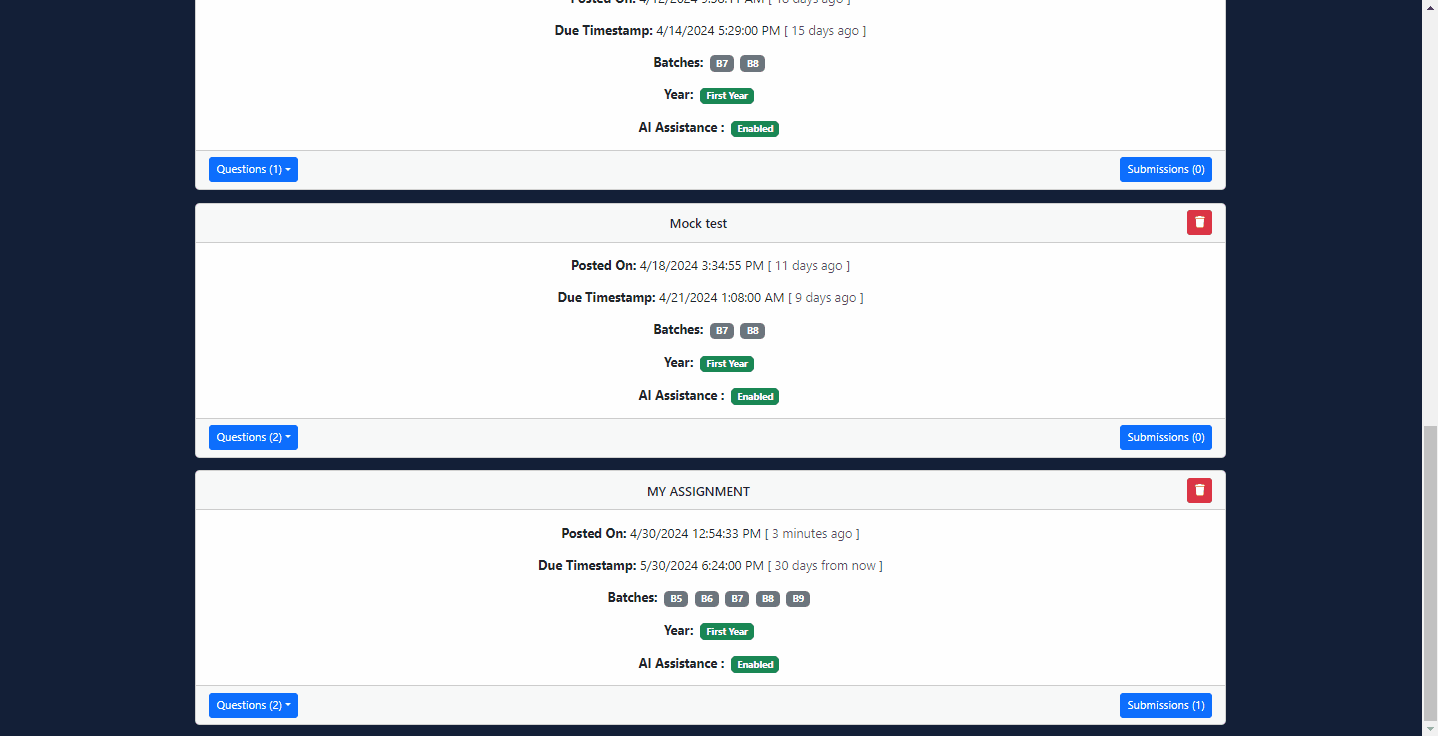 Posted On: 4/12/2024 9:58:11 AM [ 18 days ago ]
Due Timestamp: 4/14/2024 5:29:00 PM [ 15 days ago ]
Batches: B7 B8
Year: First Year
AI Assistance : Enabled
Questions (1) Submissions (0)
Mock test
Posted On: 4/18/2024 3:34:55 PM [ 11 days ago ]
Due Timestamp: 4/21/2024 1:08:00 AM [ 9 days ago ]
Batches: B7 B8
Year: First Year
AI Assistance : Enabled
Questions (2) Submissions (0)
MY ASSIGNMENT
Posted On: 4/30/2024 12:54:33 PM [ 3 minutes ago ]
Due Timestamp: 5/30/2024 6:24:00 PM [ 30 days from now ]
Batches: B5 B6 B7 B8 B9
Year: First Year
AI Assistance : Enabled
Questions (2) Submissions (1)